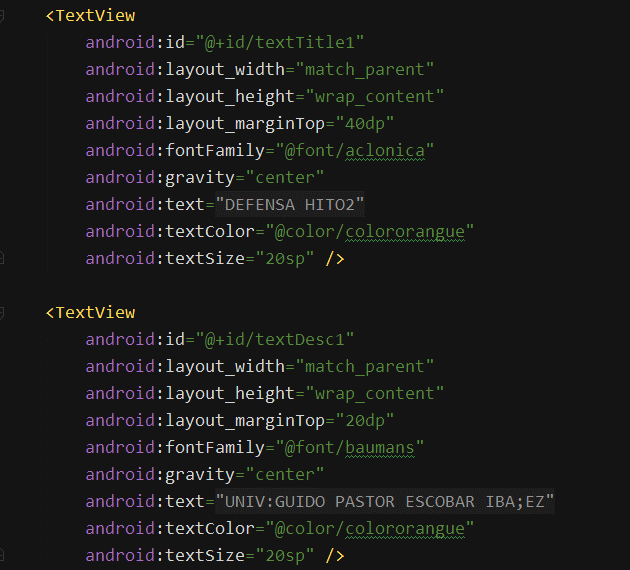 <TextView
android:id="@+id/textTitle1"
android:layout_width="match_parent"
android:layout_height="wrap_content"
android:layout_marginTop="40dp"
android:fontFamily="@font/aclonica"
android:gravity="center"
android:text="DEFENSA HITO2"
android:textColor="@color/colororangue"
android:textSize="20sp" />
<TextView
android:id="@+id/textDesc1"
android:layout_width="match_parent"
android:layout_height="wrap_content"
android:layout_marginTop="20dp"
android:fontFamily="@font/baumans"
android:gravity="center"
android:text="UNIV:GUIDO PASTOR ESCOBAR IBA;EZ"
android:textColor="@color/colororangue"
android:textSize="20sp" />